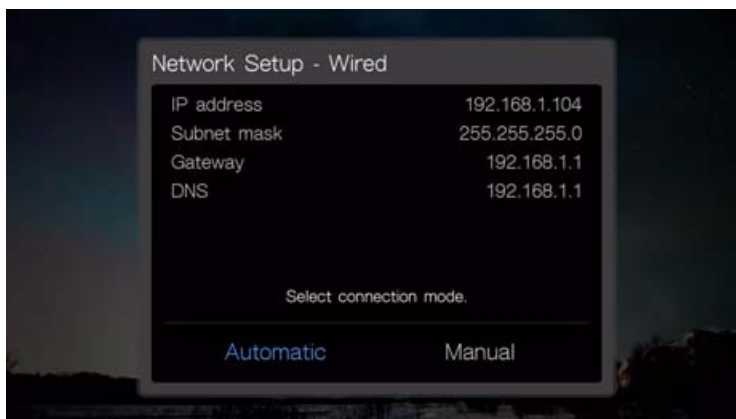 Network Setup - Wired
IP address 192.168.1.104
Subnet mask 255.255.255.0
Gateway 192.168.1.1
DNS 192.168.1.1
Select connection mode.
Automatic Manual